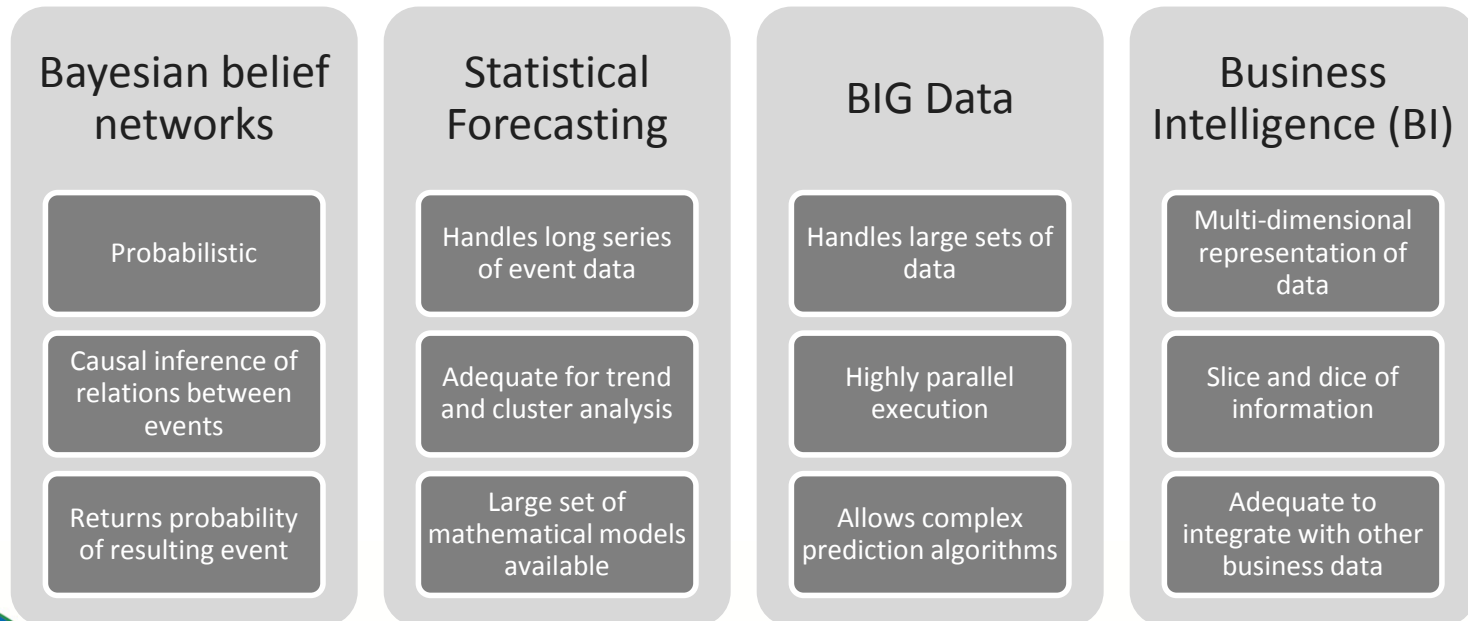 Bayesian belief
networks
Probabilistic
Causal inference of
relations between
events
Returns probability
of resulting event
Statistical
Forecasting
Handles long series
of event data
Adequate for trend
and cluster analysis
Large set of
mathematical models
available
BIG Data
Handles large sets of
data
Highly parallel
execution
Allows complex
prediction algorithms
Business
Intelligence (BI)
Multi-dimensional
representation of
data
Slice and dice of
information
Adequate to
integrate with other
business data